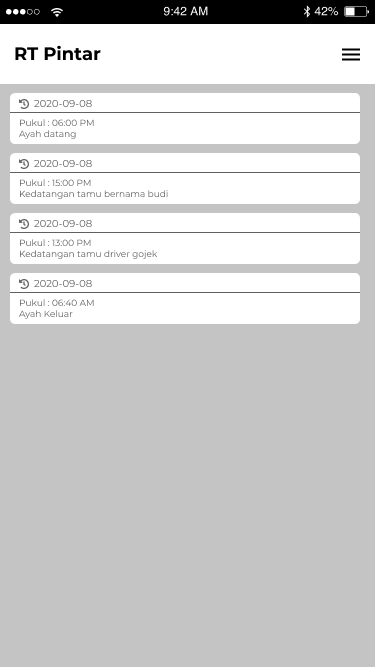 9:42 AM
42%
RT Pintar
2020-09-08
Pukul : 06:00 PM
Ayah datang
2020-09-08
Pukul : 15:00 PM
Kedatangan tamu bernama budi
2020-09-08
Pukul : 13:00 PM
Kedatangan tamu driver gojek
2020-09-08
Pukul : 06:40 AM
Ayah Keluar